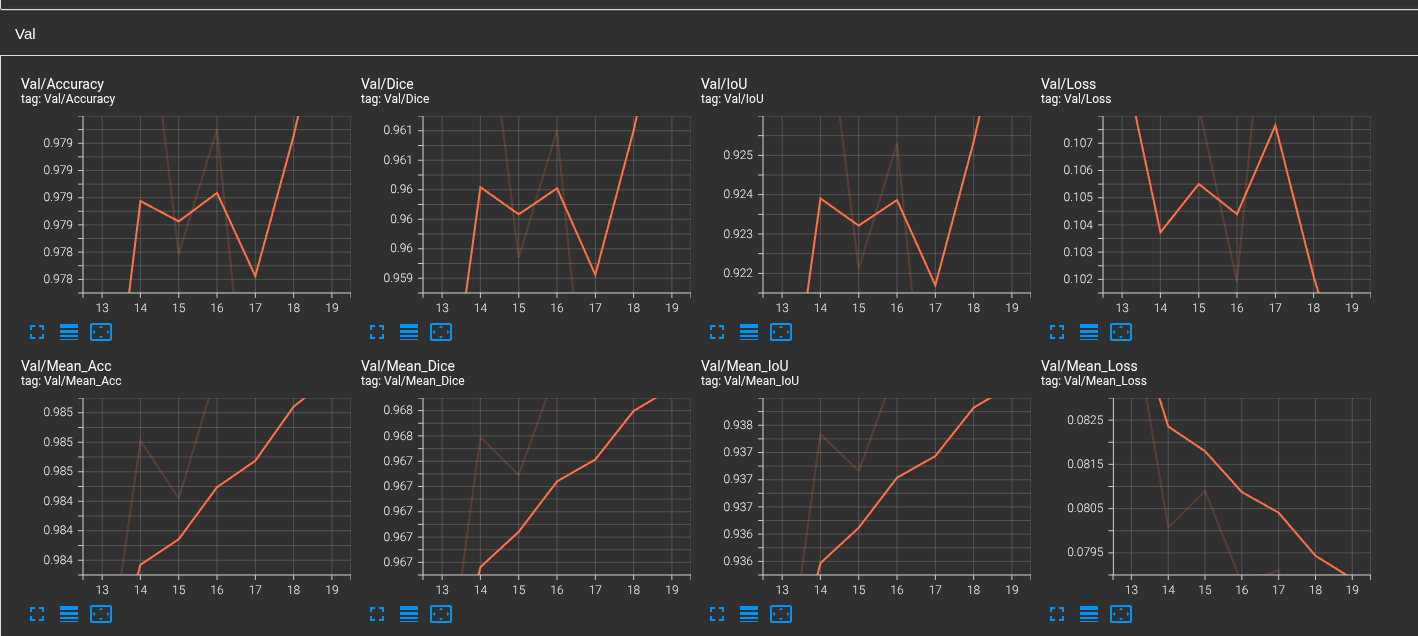 Val
Val/Accuracy
tag: Val/Accuracy
0.979
0.979
0.979
0.979
0.978
0.978
13 14 15 16 17 18 19
Val/Dice
tag: Val/Dice
0.961
0.961
0.96
0.96
0.96
0.959
13 14 15 16 17 18 19
Val/IoU
tag: Val/IoU
0.925
0.924
0.923
0.922
13 14 15 16 17 18 19
Val/Loss
tag: Val/Loss
0.107
0.106
0.104
0.103
0.102
13 14 15 16 17 18 19
Val/Mean_Acc
tag: Val/Mean_Acc
0.985
0.985
0.985
0.984
0.984
0.984
13 14 15 16 17 18 19
Val/Mean_Dice
tag: Val/Mean_Dice
0.968
0.968
0.967
0.967
0.967
0.967
0.967
13 14 15 16 17 18 19
Val/Mean_IoU
tag: Val/Mean_IoU
0.938
0.937
0.937
0.937
0.936
0.936
13 14 15 16 17 18 19
Val/Mean_Loss
tag: Val/Mean_Loss
0.0825
0.0815
0.0805
0.0795
13 14 15 16 17 18 19